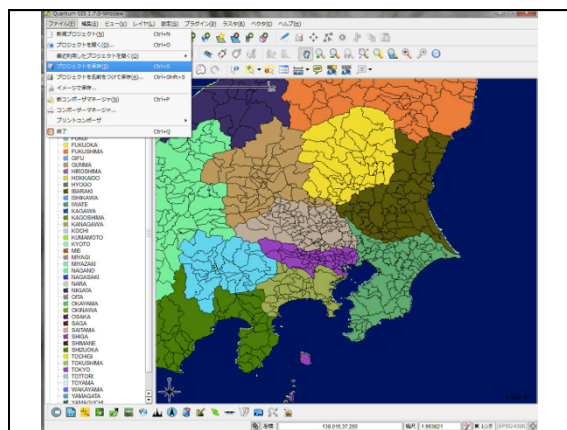 Quantum GIS 1.7.0-Wroclaw
ファイル(F) 編集(E) ビュー(V) レイヤ(L) 設定(S) プラグイン(P) ラスタ(R) ベクタ(O) ヘルプ(H)
新規プロジェクト(N) Ctrl+N
プロジェクトを開く(O)... Ctrl+O
最近利用したプロジェクトを開く(R)
プロジェクトを保存(S) Ctrl+S
プロジェクトを名前をつけて保存(A)... Ctrl+Shift+S
イメージで保存...
新コンポーザマネージャ(N) Ctrl+P
コンポーザーマネージャ...
プリントコンポーザ
終了 Ctrl+Q
FUKUI
FUKUOKA
FUKUSHIMA
GIFU
GUNMA
HIROSHIMA
HOKKAIDO
HYOGO
IBARAKI
ISHIKAWA
IWATE
KAGAWA
KAGOSHIMA
KANAGAWA
KOCHI
KUMAMOTO
KYOTO
MIE
MIYAGI
MIYAZAKI
NAGANO
NAGASAKI
NARA
NIIGATA
OITA
OKAYAMA
OKINAWA
OSAKA
SAGA
SAITAMA
SHIGA
SHIMANE
SHIZUOKA
TOCHIGI
TOKUSHIMA
TOKYO
TOTTORI
TOYAMA
WAKAYAMA
YAMAGATA
YAMAGUCHI
座標: 138.016,37.293 縮尺 レンダ